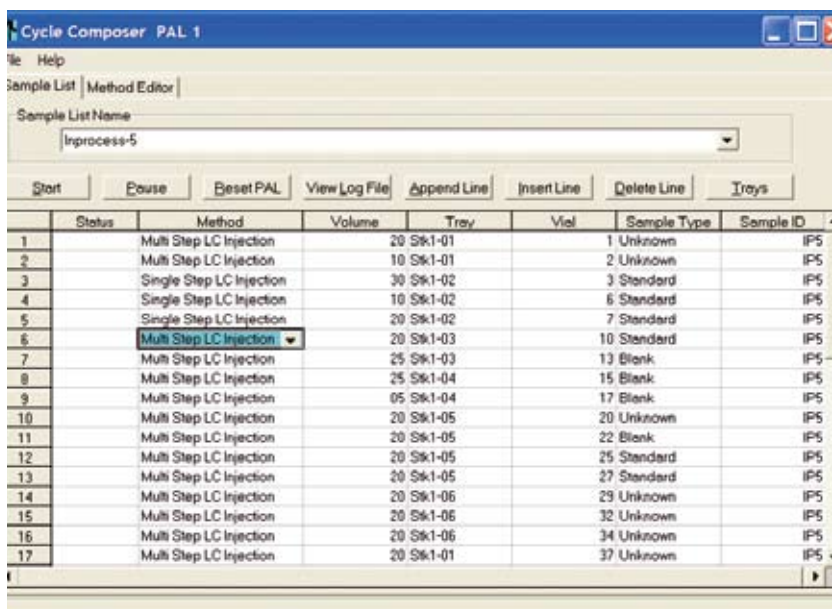 Cycle Composer PAL 1
File Help
Sample List Method Editor
Sample List Name
Inprocess-5
Start Pause Reset PAL View Log File Append Line Insert Line Delete Line Trays
Status Method Volume Tray Vial Sample Type Sample ID
1 Multi Step LC Injection 20 Stk1-01 1 Unknown IP5
2 Multi Step LC Injection 10 Stk1-01 2 Unknown IP5
3 Single Step LC Injection 30 Stk1-02 3 Standard IP5
4 Single Step LC Injection 10 Stk1-02 6 Standard IP5
5 Single Step LC Injection 20 Stk1-02 7 Standard IP5
6 Multi Step LC Injection 20 Stk1-03 10 Standard IP5
7 Multi Step LC Injection 25 Stk1-03 13 Blank IP5
8 Multi Step LC Injection 25 Stk1-04 15 Blank IP5
9 Multi Step LC Injection 05 Stk1-04 17 Blank IP5
10 Multi Step LC Injection 20 Stk1-05 20 Unknown IP5
11 Multi Step LC Injection 20 Stk1-05 22 Blank IP5
12 Multi Step LC Injection 20 Stk1-05 25 Standard IP5
13 Multi Step LC Injection 20 Stk1-05 27 Standard IP5
14 Multi Step LC Injection 20 Stk1-06 29 Unknown IP5
15 Multi Step LC Injection 20 Stk1-06 32 Unknown IP5
16 Multi Step LC Injection 20 Stk1-06 34 Unknown IP5
17 Multi Step LC Injection 20 Stk1-01 37 Unknown IP5